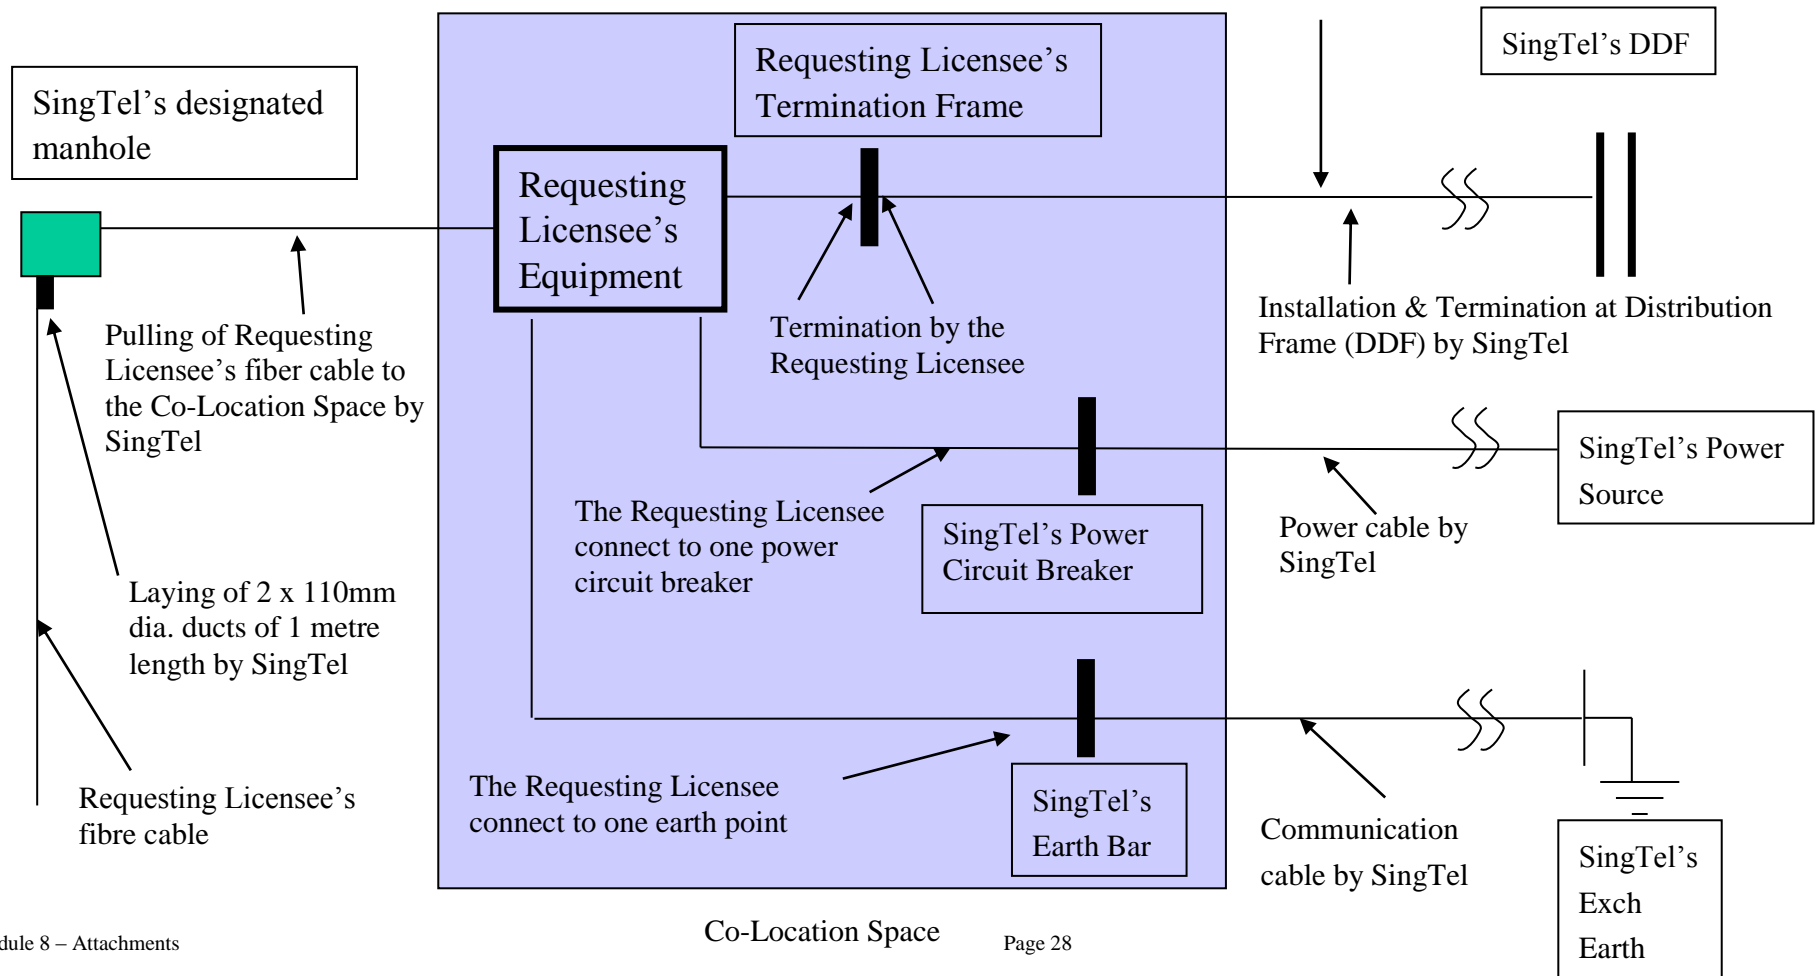 SingTel's designated
manhole
Requesting Licensee's
Termination Frame
SingTel's DDF
Requesting
Licensee's
Equipment
Pulling of Requesting
Licensee's fiber cable to
the Co-Location Space by
SingTel
Termination by the
Requesting Licensee
Installation & Termination at Distribution
Frame (DDF) by SingTel
The Requesting Licensee
connect to one power
circuit breaker
SingTel's Power
Circuit Breaker
Power cable by
SingTel
SingTel's Power
Source
Laying of 2 x 110mm
dia. ducts of 1 metre
length by SingTel
Requesting Licensee's
fibre cable
The Requesting Licensee
connect to one earth point
SingTel's
Earth Bar
Communication
cable by SingTel
SingTel's
Exch
Earth
Co-Location Space
dule 8 – Attachments
Page 28